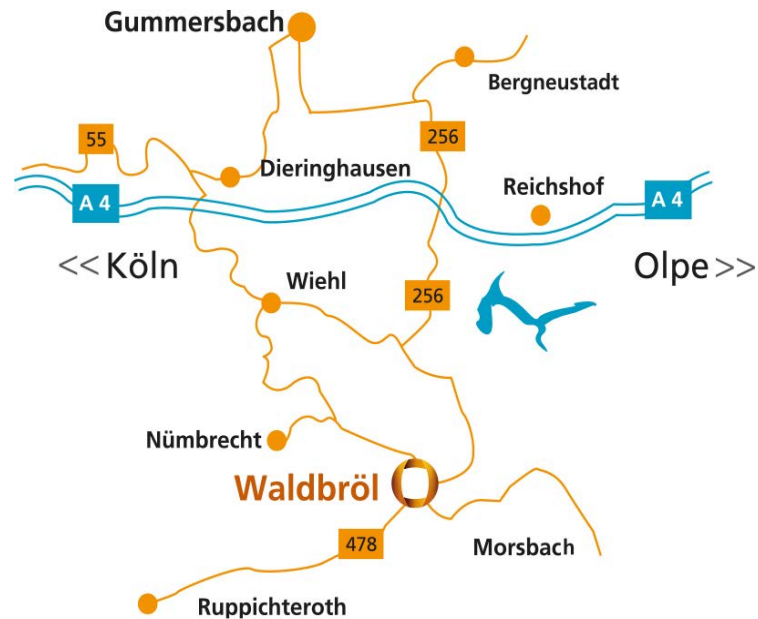 Gummersbach
Bergneustadt
55
256
Dieringhausen
Reichshof
A 4
A 4
<< Köln
Olpe >>
Wiehl
256
Nümbrecht
Waldbröl
478
Morsbach
Ruppichteroth